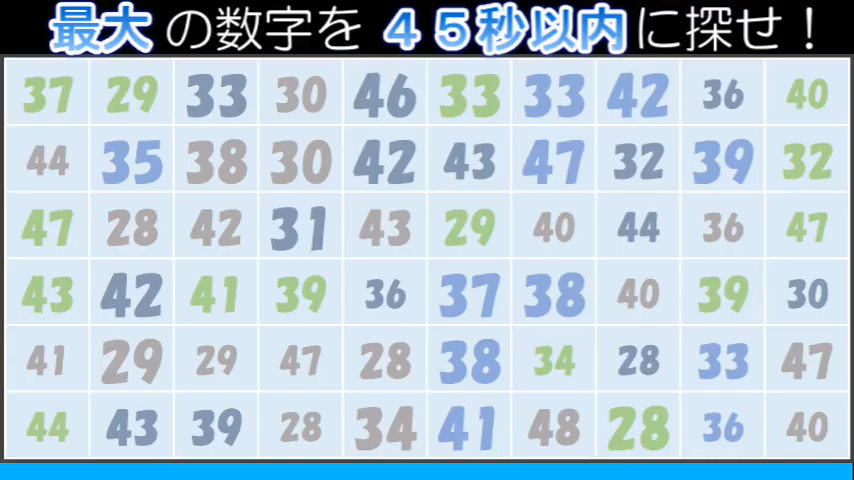 最大の数字を４５秒以内に探せ！
37 29 33 30 46 33 33 42 36 40
44 35 38 30 42 43 47 32 39 32
47 28 42 31 43 29 40 44 36 47
43 42 41 39 36 37 38 40 39 30
41 29 29 47 28 38 34 28 33 47
44 43 39 28 34 41 48 28 36 40